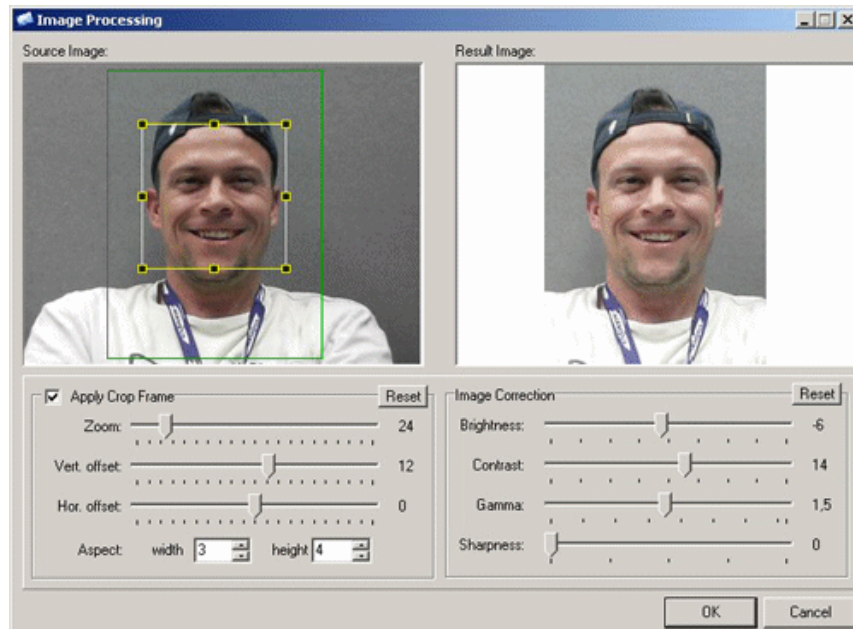 Image Processing
Source Image:
Result Image:
Apply Crop Frame
Reset
Zoom:
24
Vert. offset:
12
Hor. offset:
0
Aspect:
width
3
height
4
Image Correction
Reset
Brightness:
-6
Contrast:
14
Gamma:
1,5
Sharpness:
0
OK
Cancel